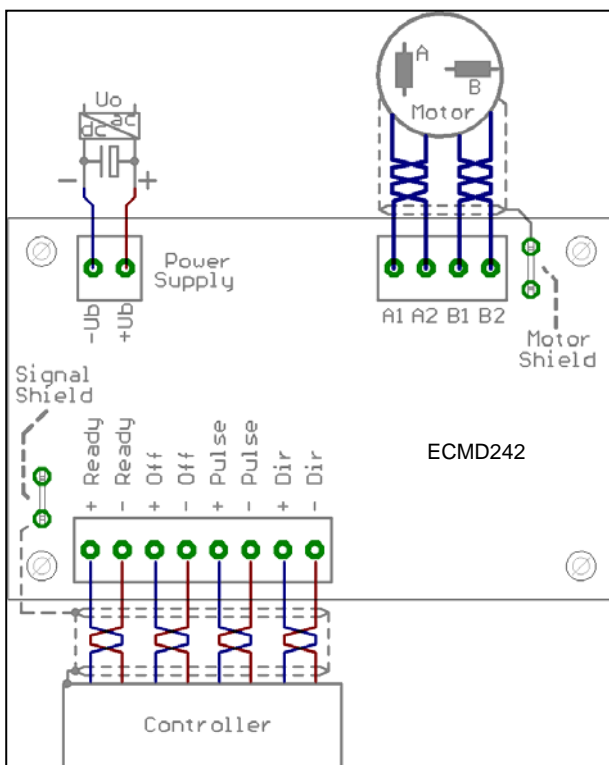 Uo
dc ac
- +
A
B
Motor
Power
Supply
-Ub
+Ub
A1 A2 B1 B2
Motor
Shield
Signal
Shield
+ Ready
- Ready
+ Off
- Off
+ Pulse
- Pulse
+ Dir
- Dir
ECMD242
Controller